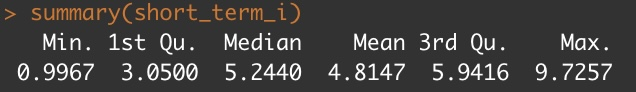 > summary(short_term_i)
Min. 1st Qu. Median Mean 3rd Qu. Max.
0.9967 3.0500 5.2440 4.8147 5.9416 9.7257